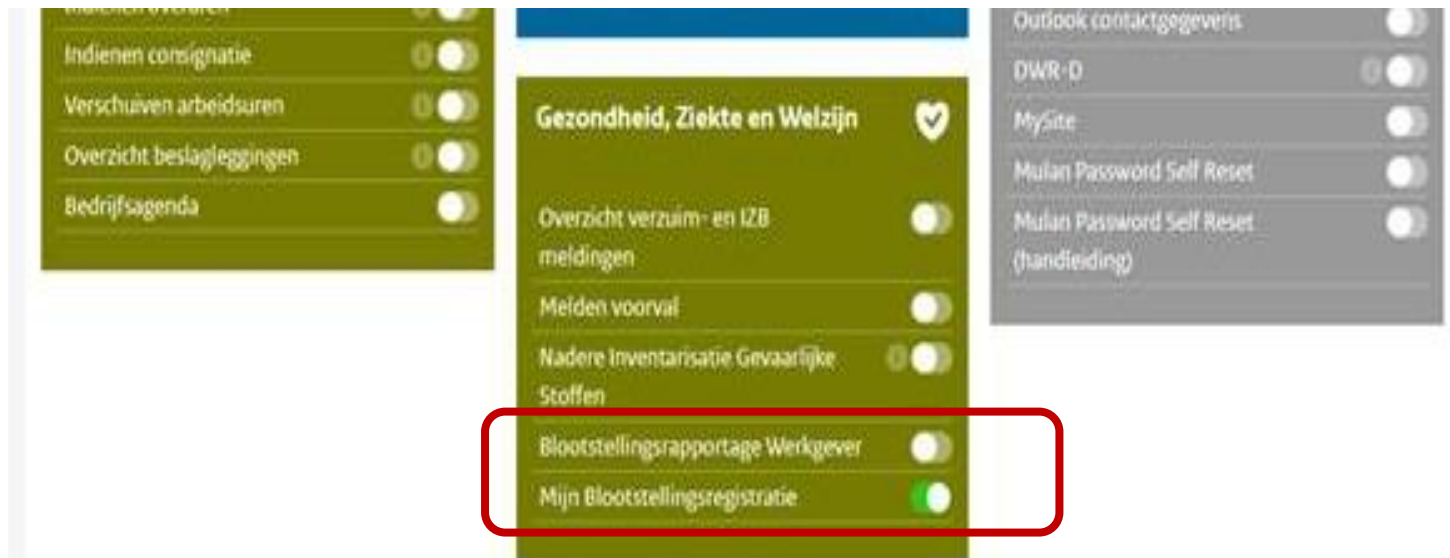 Indienen consignatie
Verschuiven arbeidsuren
Overzicht beslagleggingen
Bedrijfsagenda
Gezondheid, Ziekte en Welzijn
Overzicht verzuim- en IZB
meldingen
Melden voorval
Nadere Inventarisatie Gevaarlijke
Stoffen
Blootstellingsrapportage Werkgever
Mijn Blootstellingsregistratie
Outlook contactgegevens
DWR-D
MySite
Mulan Password Self Reset
Mulan Password Self Reset
(handleiding)